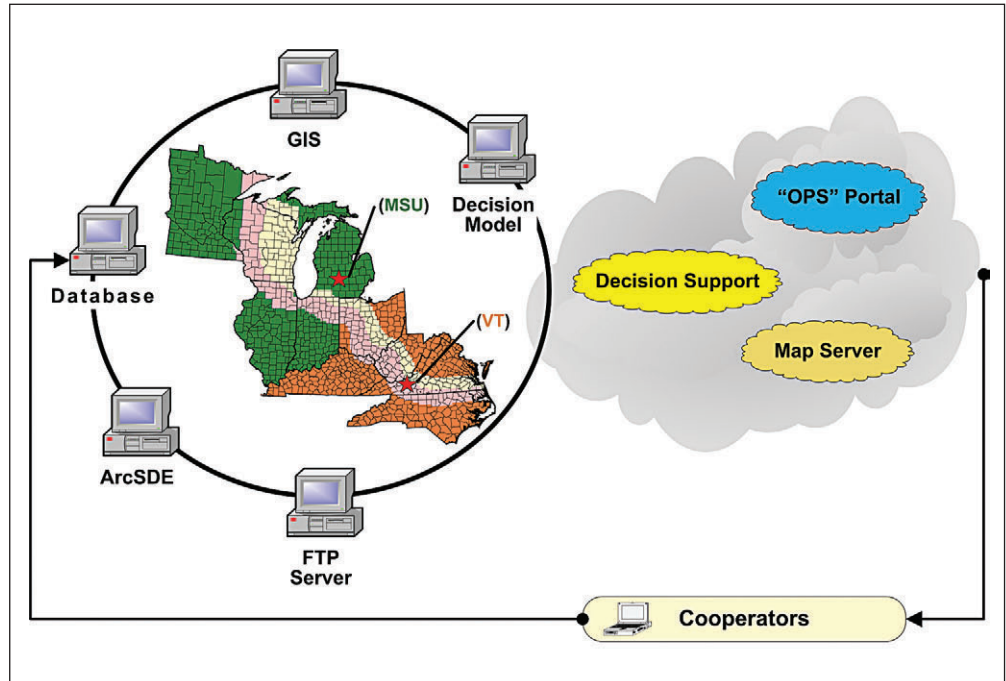 GIS
Decision
Model
(MSU)
"OPS" Portal
Database
Decision Support
(VT)
Map Server
ArcSDE
FTP
Server
Cooperators